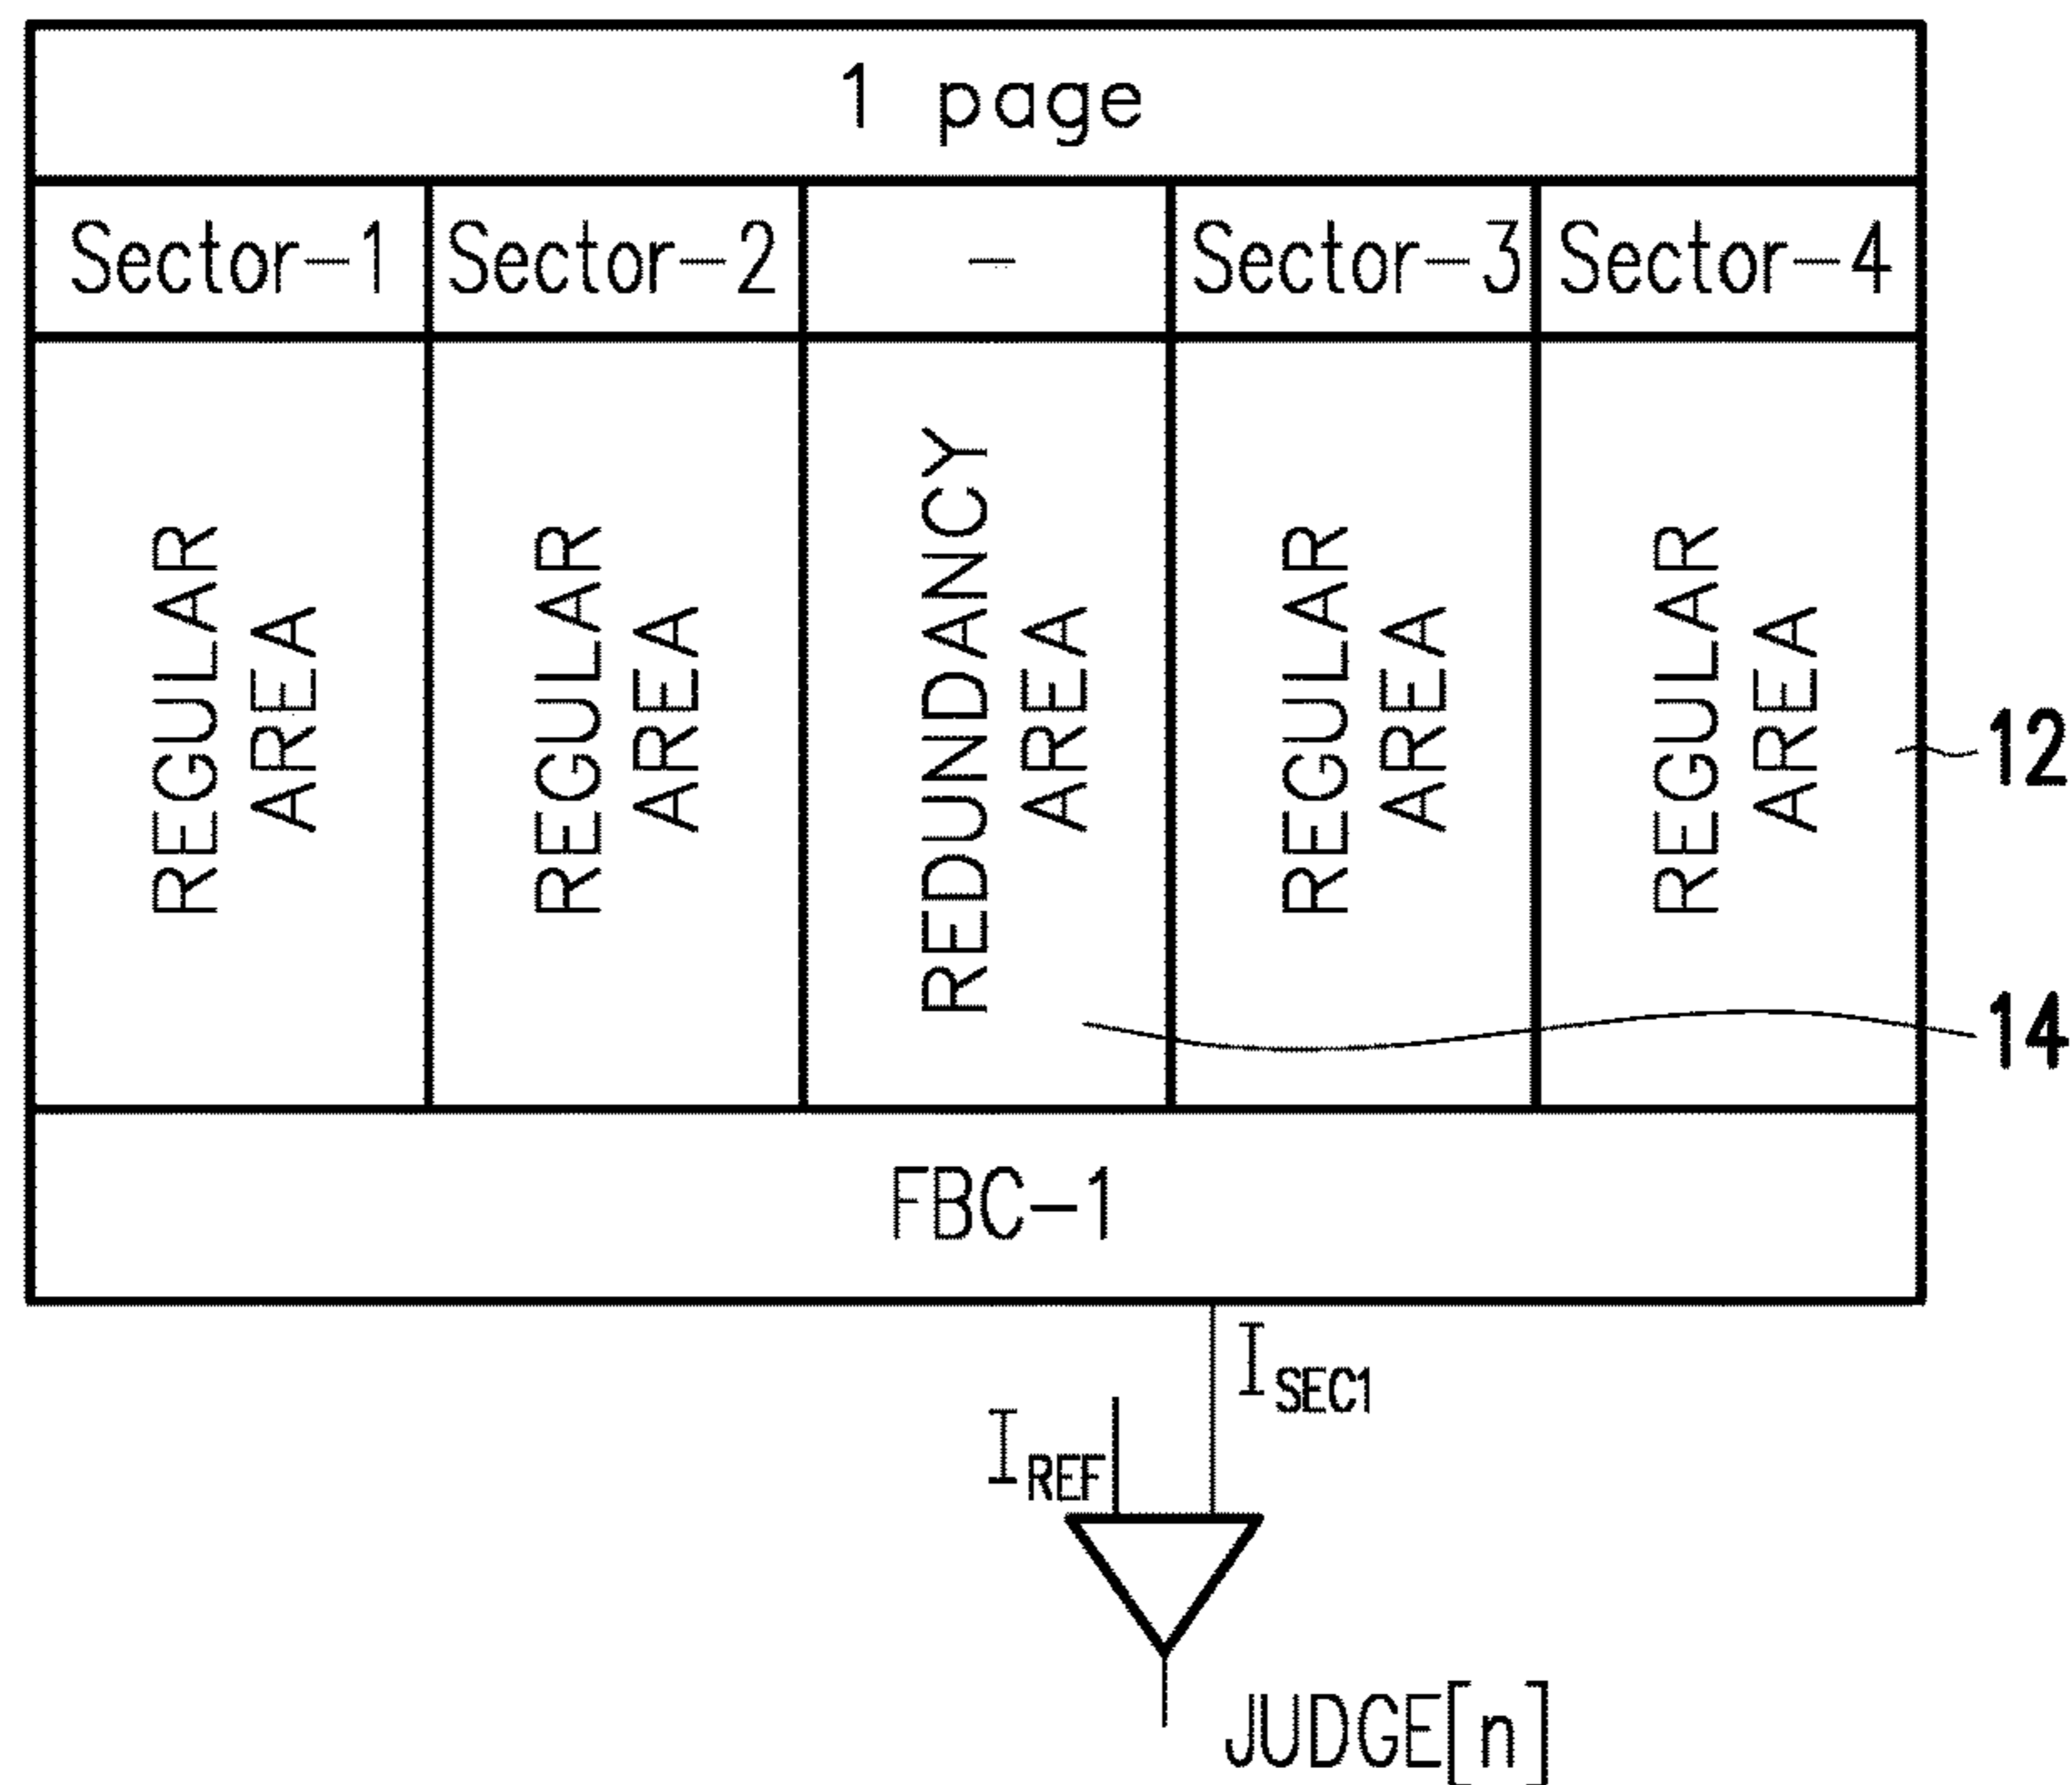 1 page
Sector-1
Sector-2
-
Sector-3
Sector-4
REGULAR
AREA
REGULAR
AREA
REDUNDANCY
AREA
REGULAR
AREA
REGULAR
AREA
12
14
FBC-1
ISEC1
IREF
JUDGE[n]